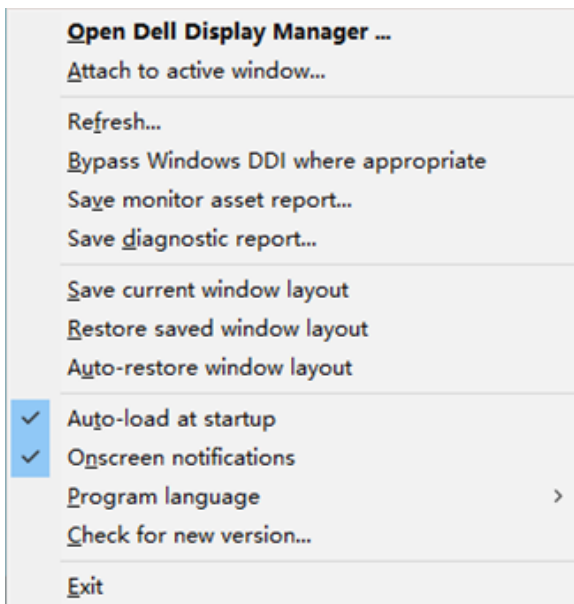 Open Dell Display Manager ...
Attach to active window...
Refresh...
Bypass Windows DDI where appropriate
Save monitor asset report...
Save diagnostic report...
Save current window layout
Restore saved window layout
Auto-restore window layout
Auto-load at startup
Onscreen notifications
Program language
Check for new version...
Exit